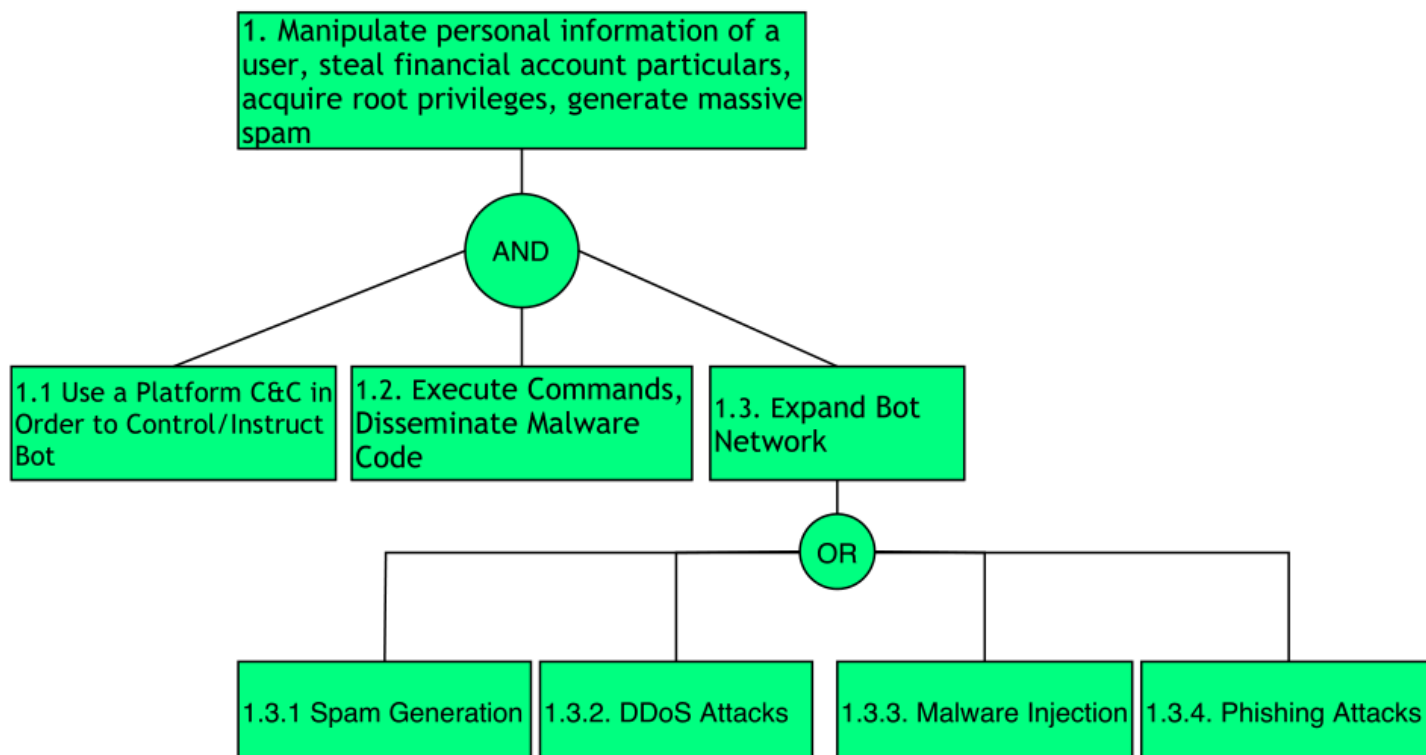 1. Manipulate personal information of a
user, steal financial account particulars,
acquire root privileges, generate massive
spam
AND
1.1 Use a Platform C&C in
Order to Control/Instruct
Bot
1.2. Execute Commands,
Disseminate Malware
Code
1.3. Expand Bot
Network
OR
1.3.1 Spam Generation
1.3.2. DDoS Attacks
1.3.3. Malware Injection
1.3.4. Phishing Attacks